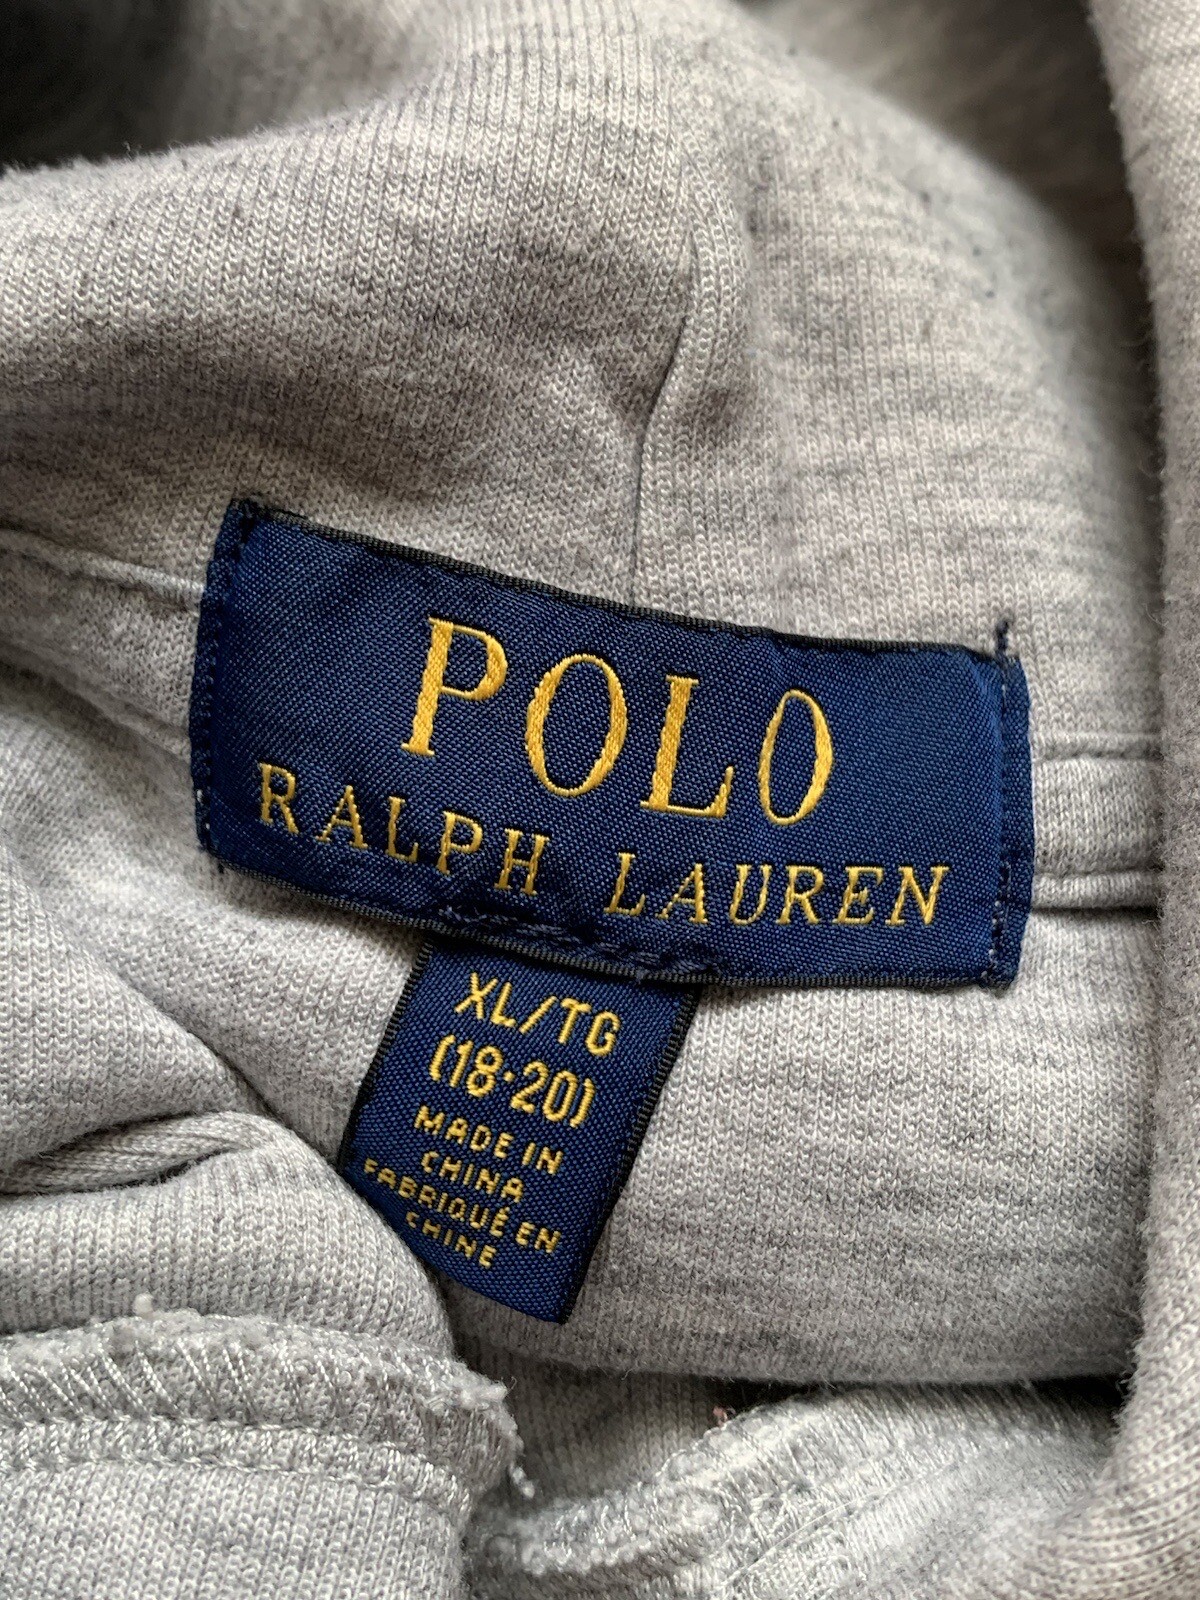 POLO
RALPH LAUREN
XL/TG
(18-20)
MADE IN
CHINA
FABRIQUÉ EN
CHINE